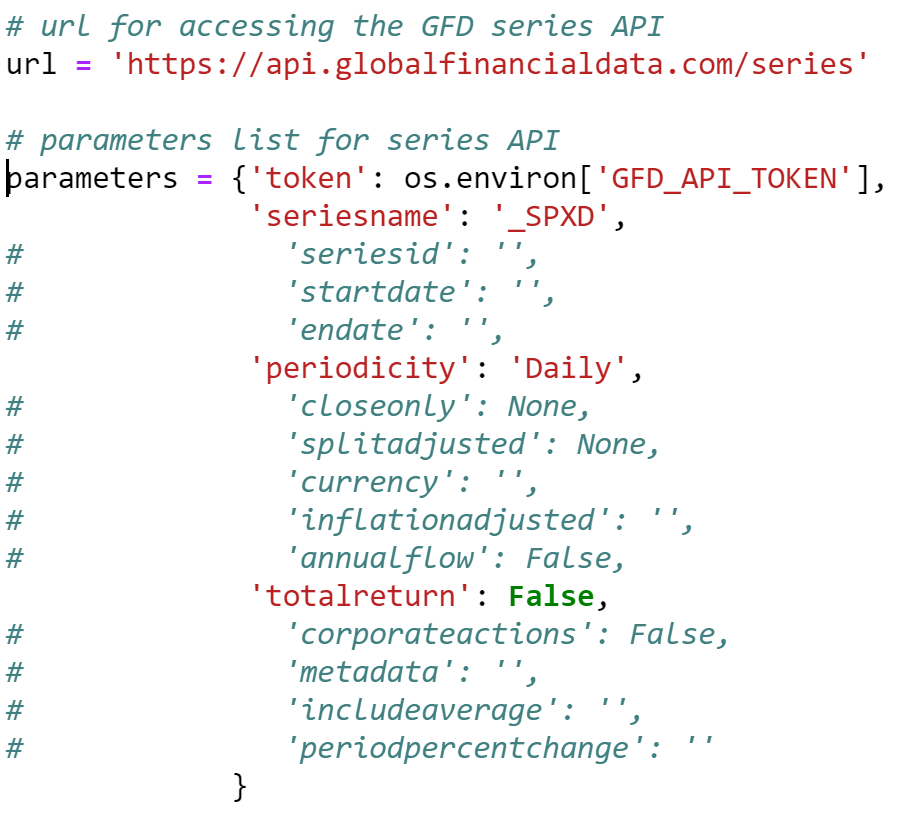 # url for accessing the GFD series API
url = 'https://api.globalfinancialdata.com/series'

# parameters list for series API
parameters = {'token': os.environ['GFD_API_TOKEN'],
              'seriesname': '_SPXD',
#               'seriesid': '',
#               'startdate': '',
#               'endate': '',
              'periodicity': 'Daily',
#               'closeonly': None,
#               'splitadjusted': None,
#               'currency': '',
#               'inflationadjusted': '',
#               'annualflow': False,
              'totalreturn': False,
#               'corporateactions': False,
#               'metadata': '',
#               'includeaverage': '',
#               'periodpercentchange': ''
             }